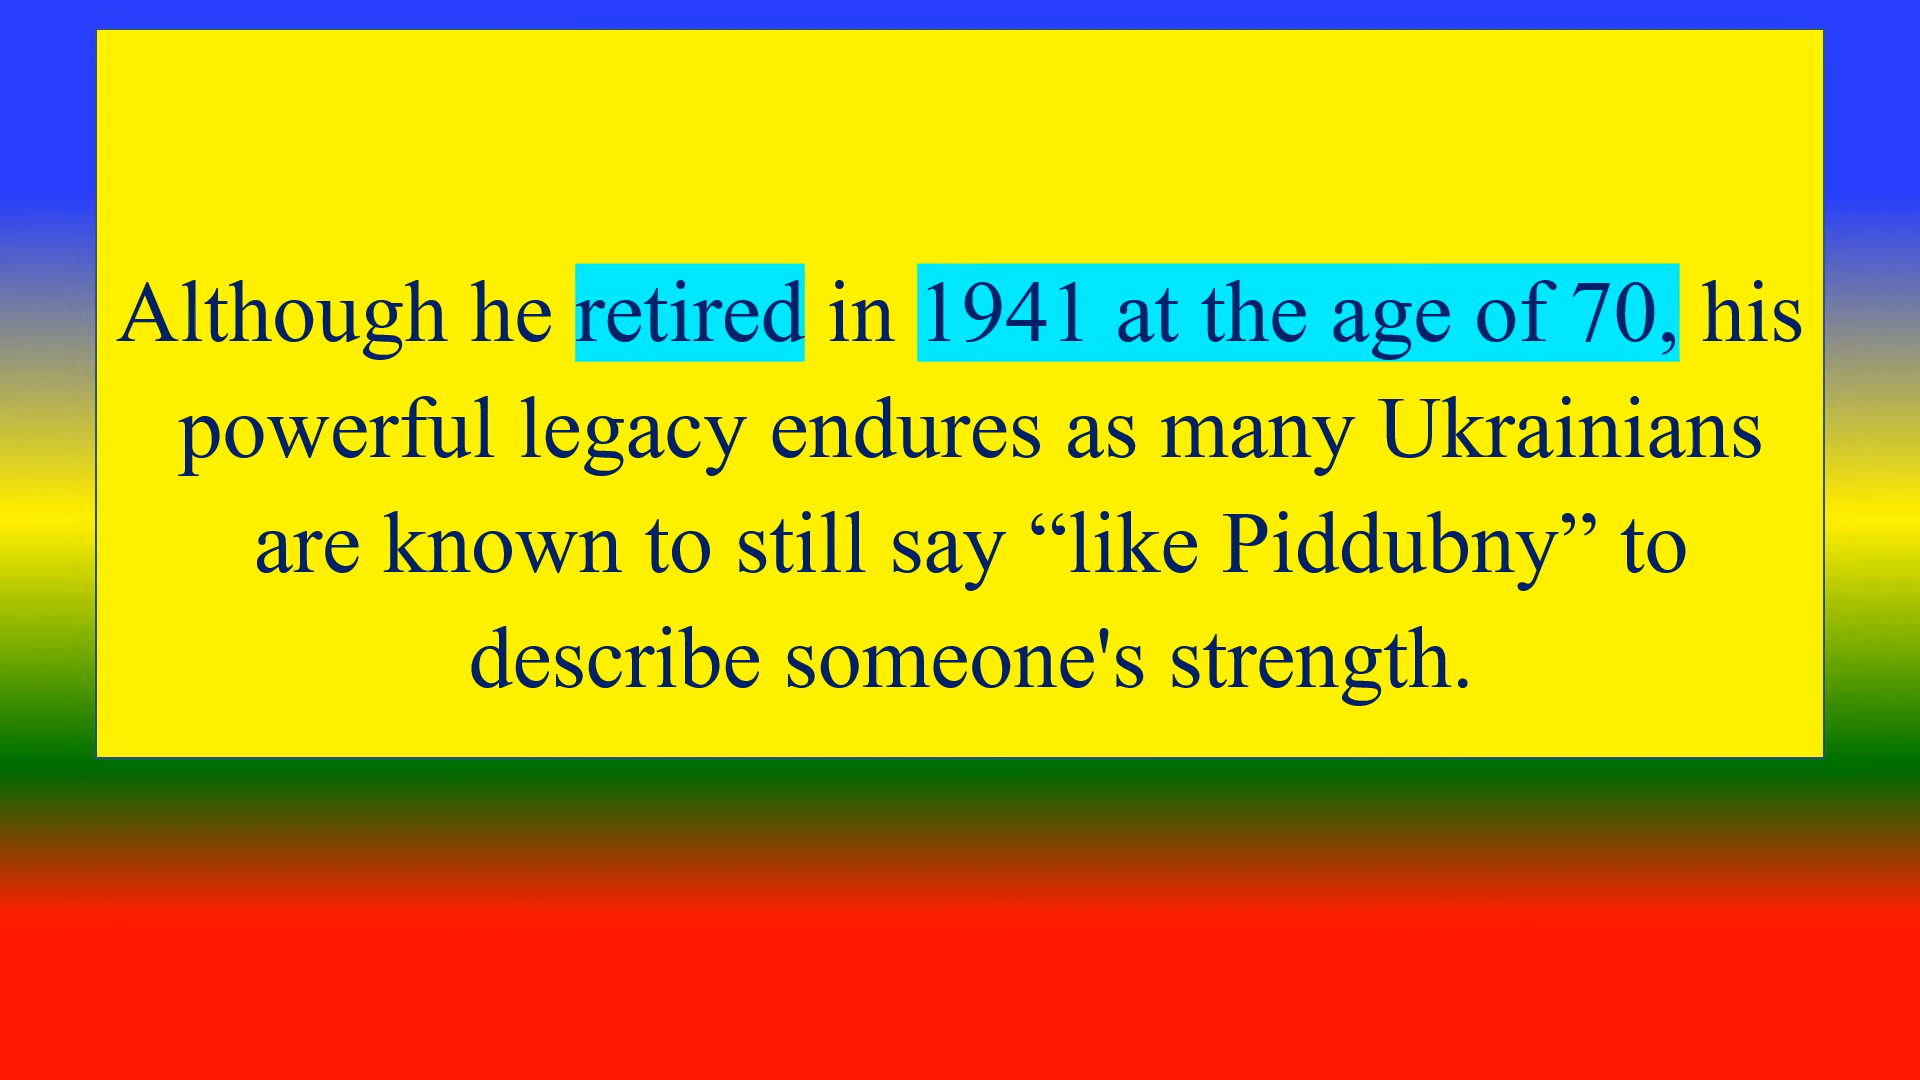 Although he retired in 1941 at the age of 70, his
powerful legacy endures as many Ukrainians
are known to still say “like Piddubny” to
describe someone's strength.